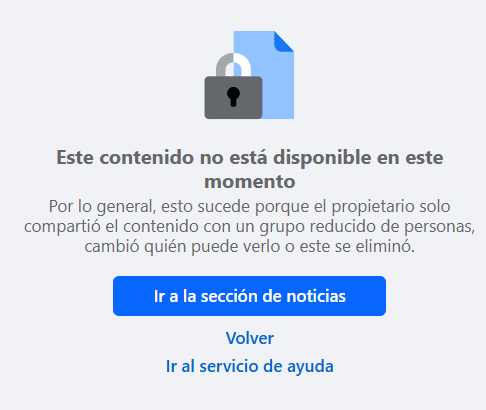 Este contenido no está disponible en este
momento
Por lo general, esto sucede porque el propietario solo
compartió el contenido con un grupo reducido de personas,
cambió quién puede verlo o este se eliminó.
Ir a la sección de noticias
Volver
Ir al servicio de ayuda